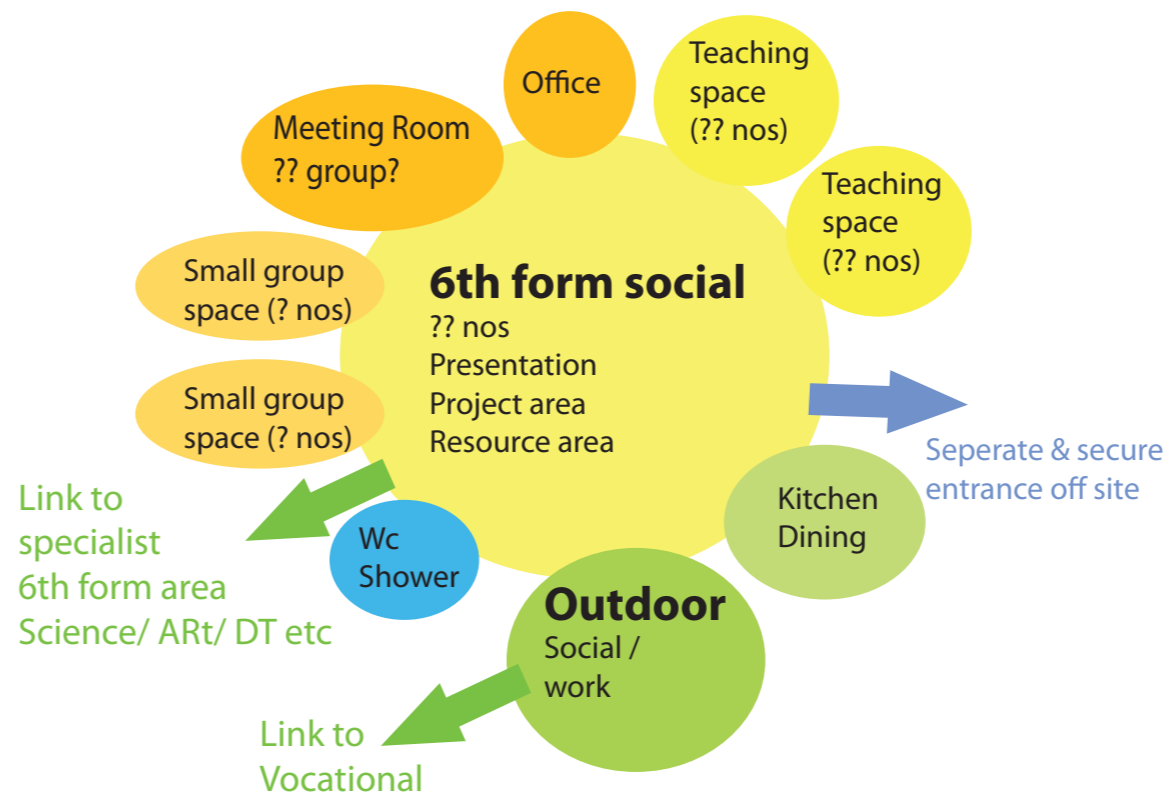 Office
Teaching
space
(?? nos)
Meeting Room
?? group?
Teaching
space
(?? nos)
Small group
space (? nos)
6th form social
?? nos
Presentation
Project area
Resource area
Small group
space (? nos)
Seperate & secure
entrance off site
Link to
specialist
6th form area
Science/ ARt/ DT etc
Wc
Shower
Kitchen
Dining
Outdoor
Social /
work
Link to
Vocational